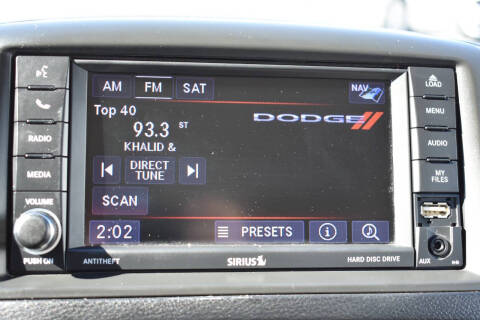 AM FM SAT
NAV
LOAD
MENU
Top 40
93.3 ST
DODGE
KHALID &
RADIO
AUDIO
MEDIA
DIRECT
TUNE
MY
FILES
SCAN
VOLUME
2:02
PRESETS
PUSH ON
ANTITHEFT
SIRIUS
HARD DISC DRIVE
AUX